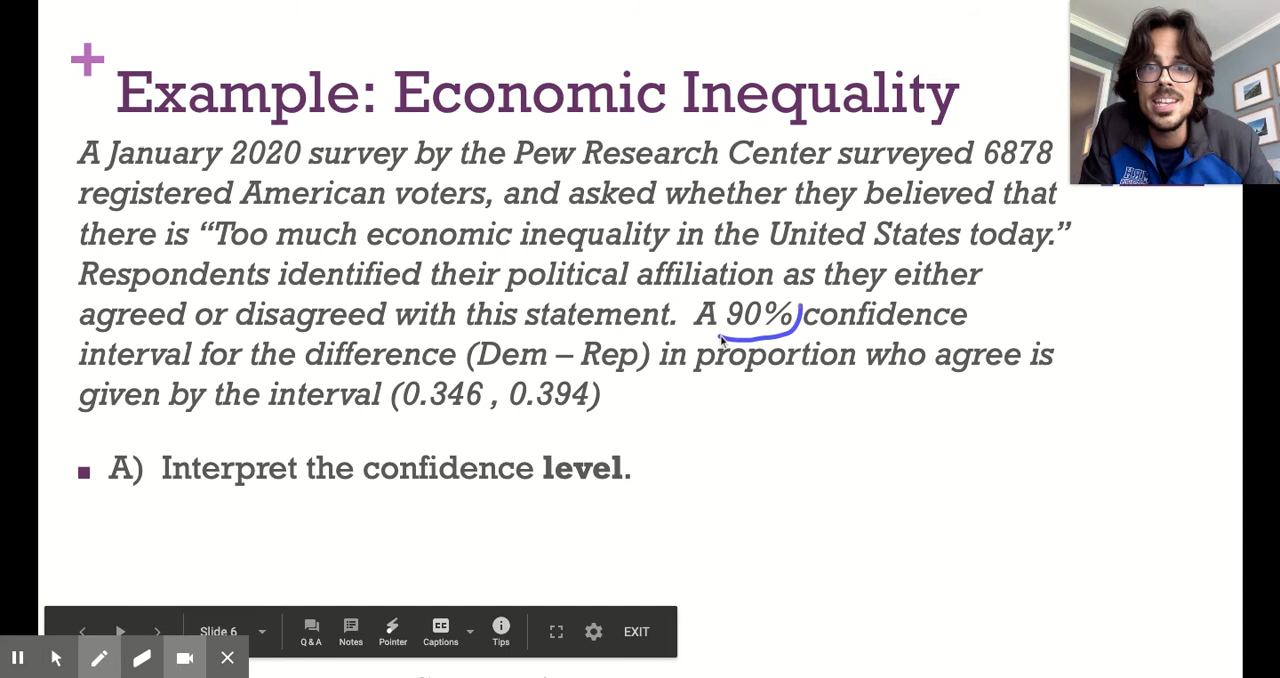 +
Example: Economic Inequality
A January 2020 survey by the Pew Research Center surveyed 6878
registered American voters, and asked whether they believed that
there is “Too much economic inequality in the United States today.”
Respondents identified their political affiliation as they either
agreed or disagreed with this statement. A 90% confidence
interval for the difference (Dem – Rep) in proportion who agree is
given by the interval (0.346 , 0.394)
■ A) Interpret the confidence level.
Slide 6
Q & A
Notes
Pointer
Captions
Tips
EXIT